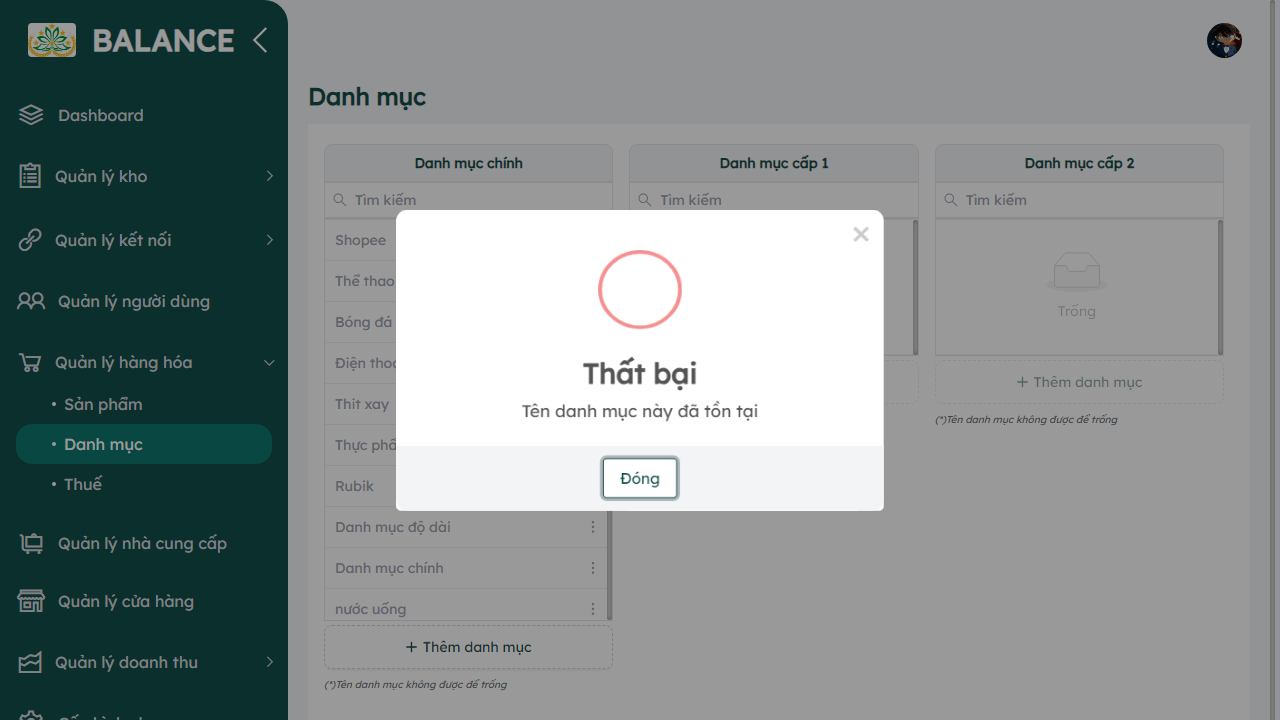 BALANCE
Dashboard
Quản lý kho
Quản lý kết nối
Quản lý người dùng
Quản lý hàng hóa
• Sản phẩm
• Danh mục
• Thuế
Quản lý nhà cung cấp
Quản lý cửa hàng
Quản lý doanh thu
Danh mục
Danh mục chính
Tìm kiếm
Shopee
Thể thao
Bóng đá
Điện
Thit xay
Thực
Rubik
Danh mục độ dài
Danh mục chính
nước uống
+ Thêm danh mục
(*)Tên danh mục không được để trống
Danh mục cấp 1
Tìm kiếm
Danh mục cấp 2
Tìm kiếm
Trống
+ Thêm danh mục
(*)Tên danh mục không được để trống
Thất bại
Tên danh mục này đã tồn tại
Đóng